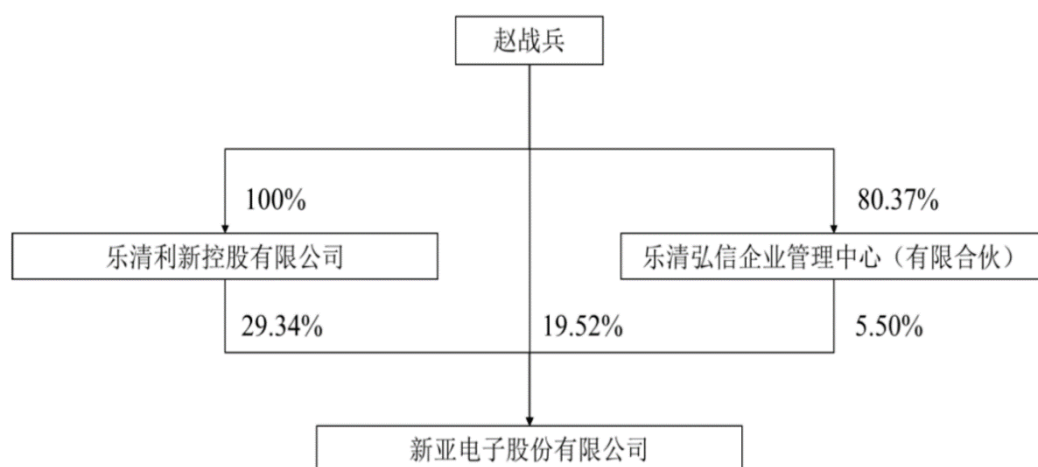 赵战兵
100%
80.37%
乐清利新控股有限公司
乐清弘信企业管理中心（有限合伙）
29.34%
19.52%
5.50%
新亚电子股份有限公司